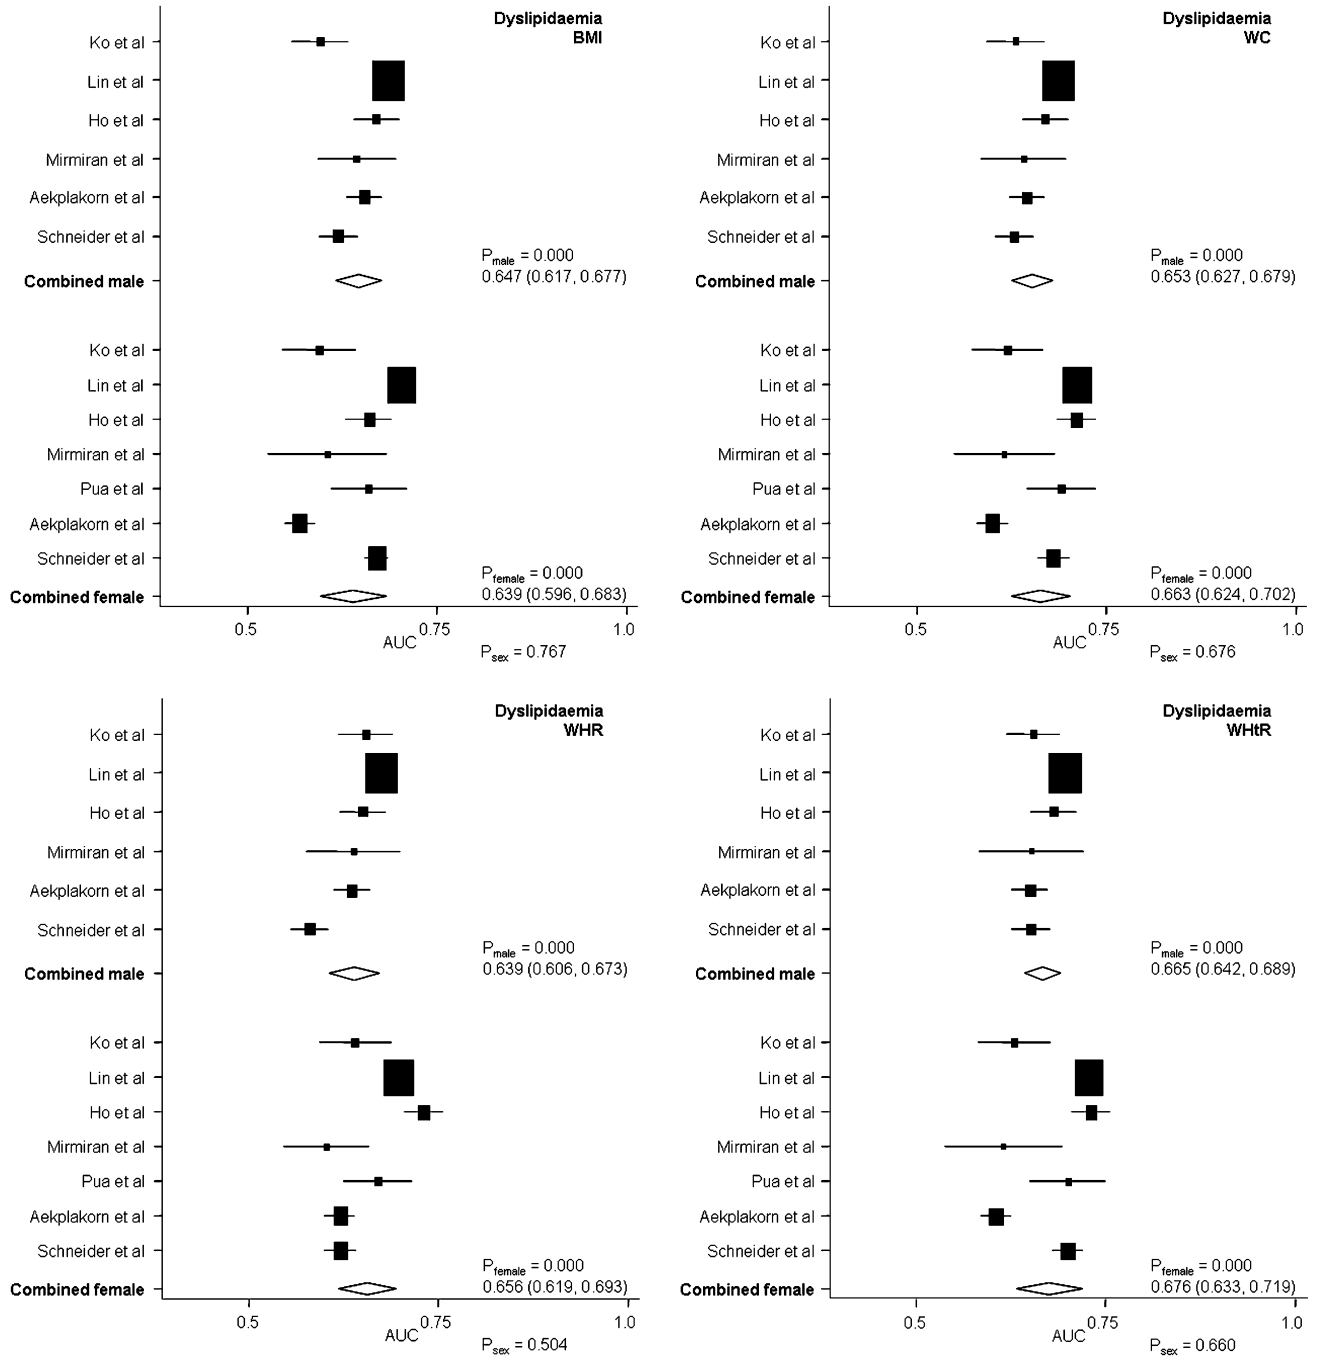 Dyslipidaemia
BMI
Ko et al
Lin et al
Ho et al
Mirmiran et al
Aekplakorn et al
Schneider et al
P male = 0.000
0.647 (0.617, 0.677)
Combined male
Ko et al
Lin et al
Ho et al
Mirmiran et al
Pua et al
Aekplakorn et al
Schneider et al
P female = 0.000
0.639 (0.596, 0.683)
Combined female
0.5
0.75
1.0
AUC
P sex = 0.767
Dyslipidaemia
WC
Ko et al
Lin et al
Ho et al
Mirmiran et al
Aekplakorn et al
Schneider et al
P male = 0.000
0.653 (0.627, 0.679)
Combined male
Ko et al
Lin et al
Ho et al
Mirmiran et al
Pua et al
Aekplakorn et al
Schneider et al
P female = 0.000
0.663 (0.624, 0.702)
Combined female
0.5
0.75
1.0
AUC
P sex = 0.676
Dyslipidaemia
WHR
Ko et al
Lin et al
Ho et al
Mirmiran et al
Aekplakorn et al
Schneider et al
P male = 0.000
0.639 (0.606, 0.673)
Combined male
Ko et al
Lin et al
Ho et al
Mirmiran et al
Pua et al
Aekplakorn et al
Schneider et al
P female = 0.000
0.656 (0.619, 0.693)
Combined female
0.5
0.75
1.0
AUC
P sex = 0.504
Dyslipidaemia
WHtR
Ko et al
Lin et al
Ho et al
Mirmiran et al
Aekplakorn et al
Schneider et al
P male = 0.000
0.665 (0.642, 0.689)
Combined male
Ko et al
Lin et al
Ho et al
Mirmiran et al
Pua et al
Aekplakorn et al
Schneider et al
P female = 0.000
0.676 (0.633, 0.719)
Combined female
0.5
0.75
1.0
AUC
P sex = 0.660